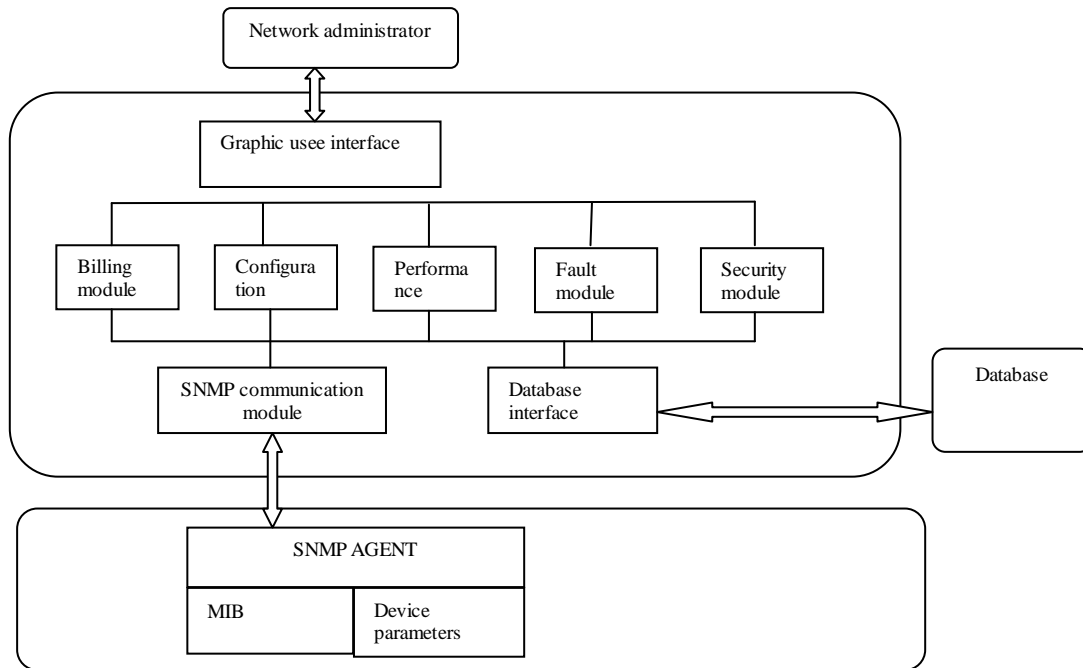 Network administrator
Graphic usee interface
Billing
module
Configura
tion
Performa
nce
Fault
module
Security
module
SNMP communication
module
Database
interface
Database
SNMP AGENT
MIB
Device
parameters